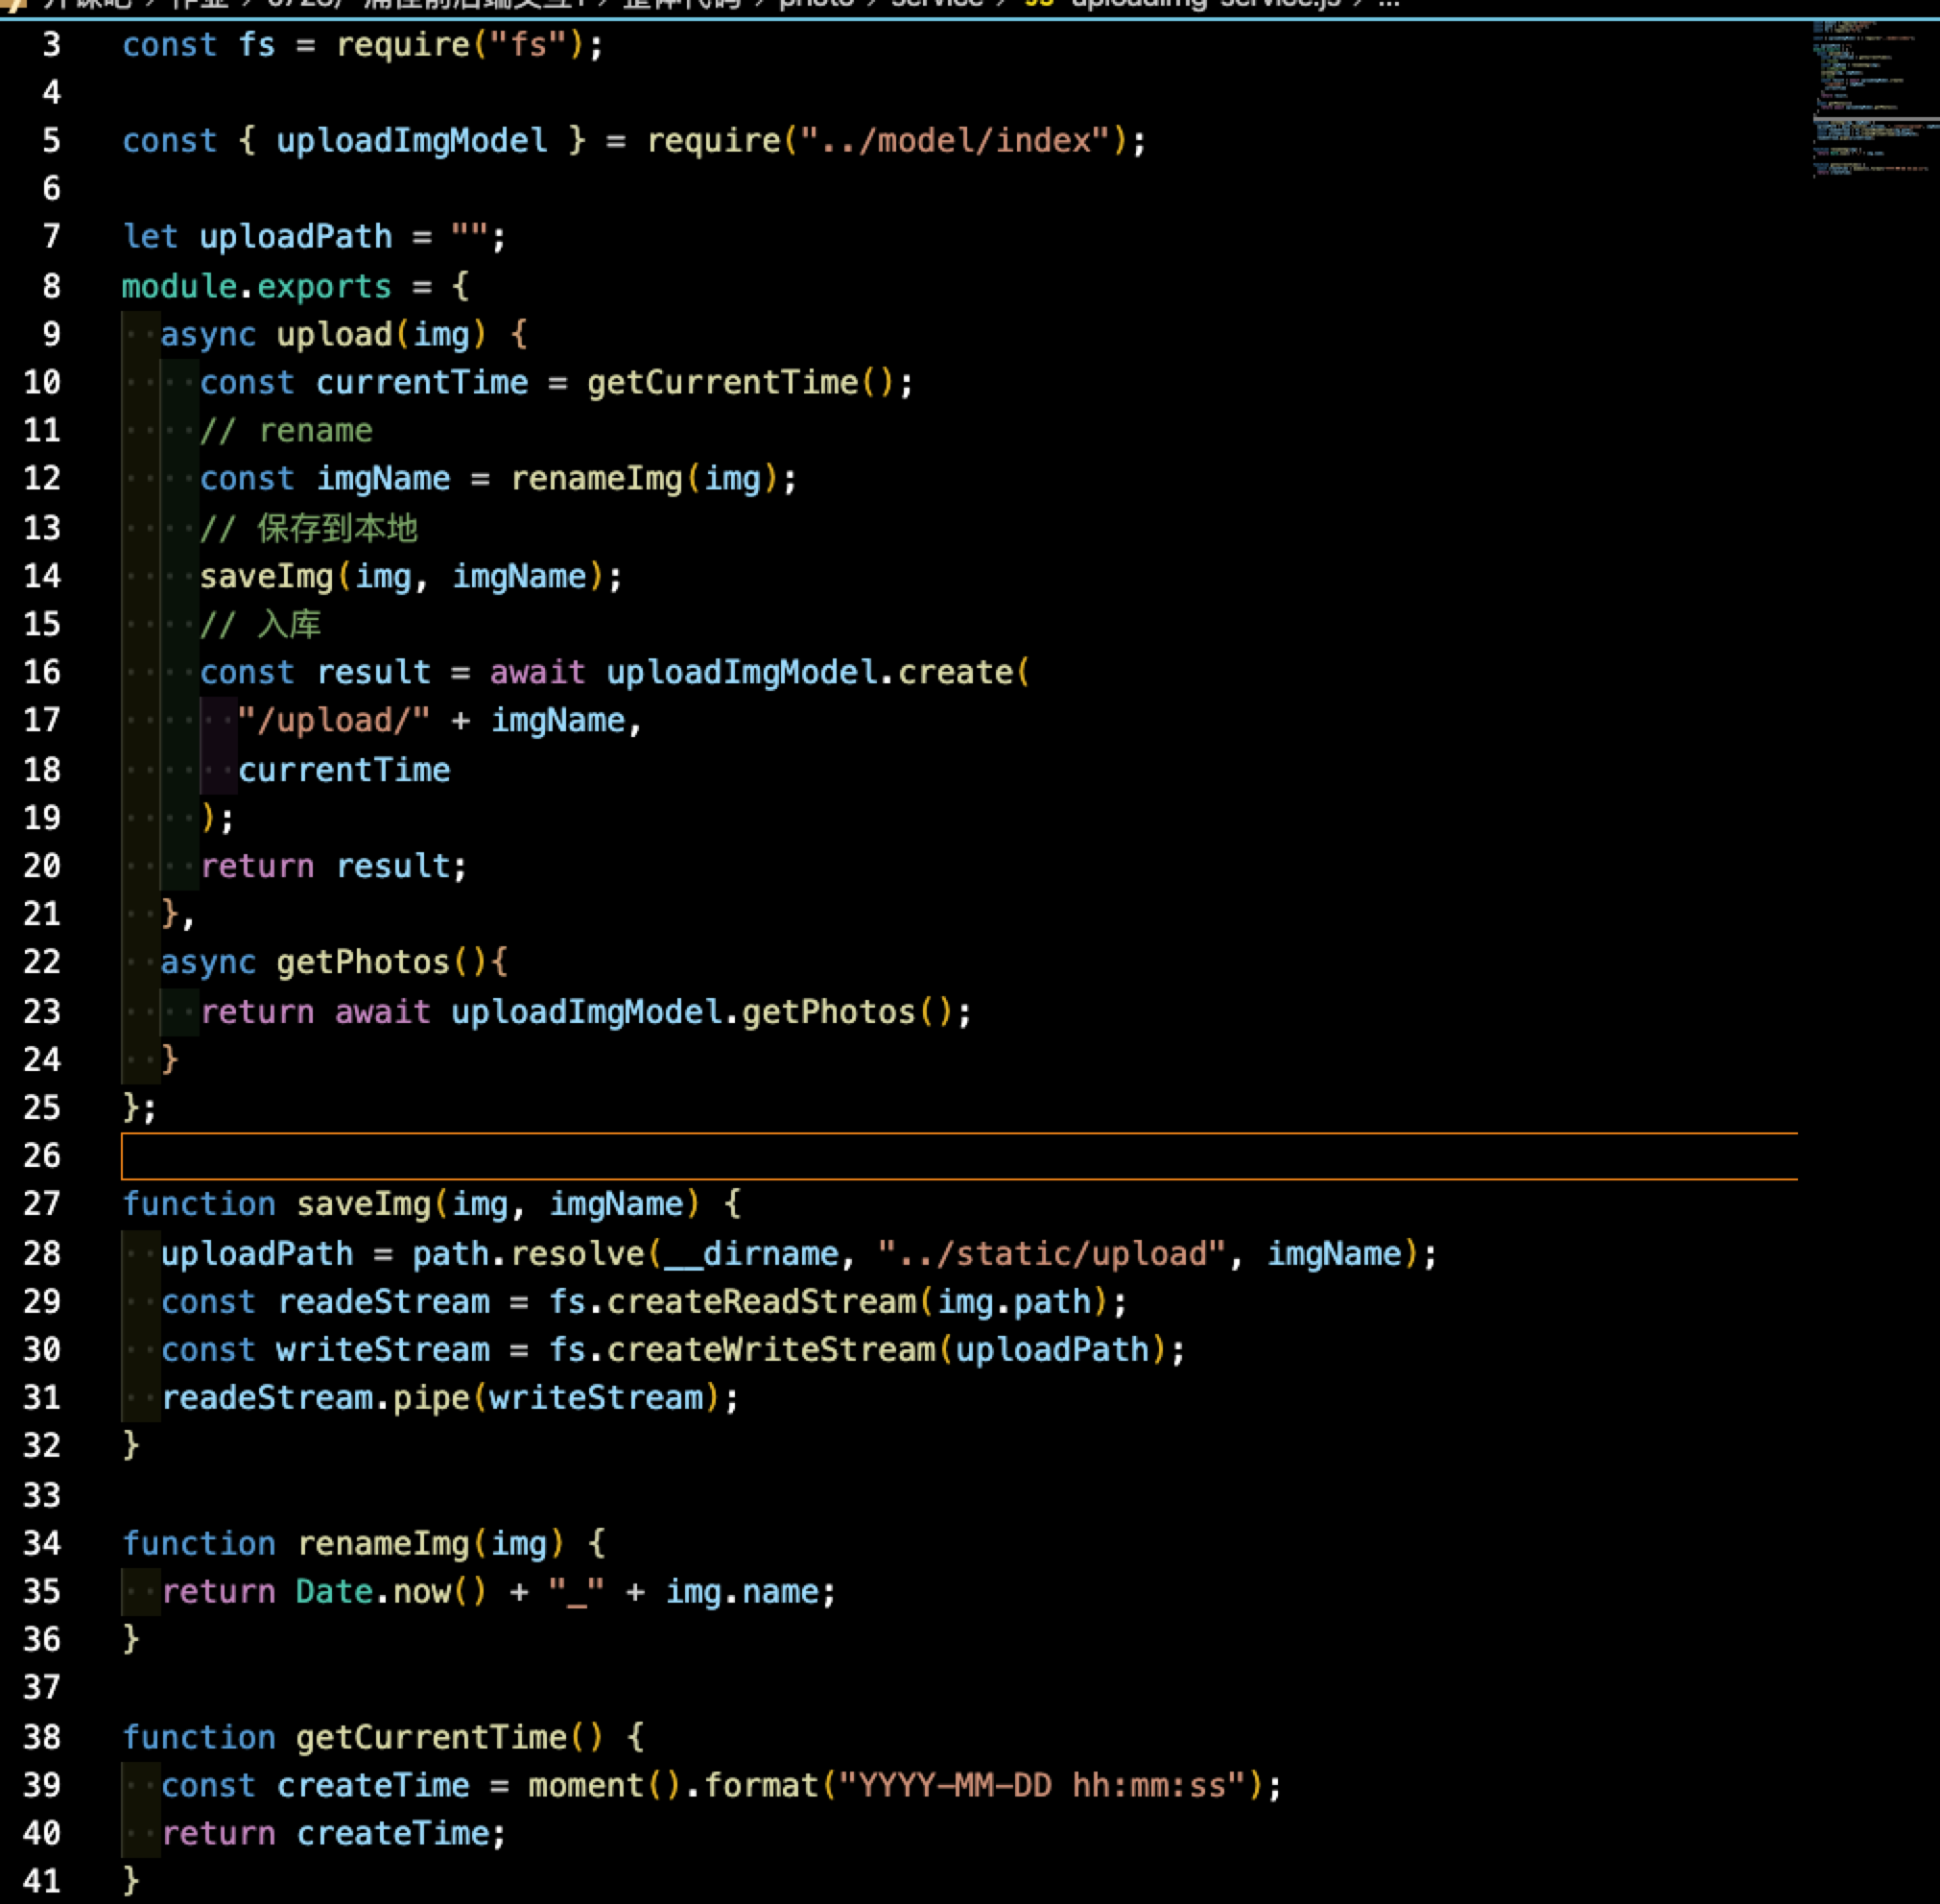 photo › service › JS uploadimg-service.js › ...
3 const fs = require("fs");
4
5 const { uploadImgModel } = require("../model/index");
6
7 let uploadPath = "";
8 module.exports = {
9 async upload(img) {
10 const currentTime = getCurrentTime();
11 // rename
12 const imgName = renameImg(img);
13 // 保存到本地
14 saveImg(img, imgName);
15 // 入库
16 const result = await uploadImgModel.create(
17 "/upload/" + imgName,
18 currentTime
19 );
20 return result;
21 },
22 async getPhotos(){
23 return await uploadImgModel.getPhotos();
24 }
25 };
26
27 function saveImg(img, imgName) {
28 uploadPath = path.resolve(__dirname, "../static/upload", imgName);
29 const readeStream = fs.createReadStream(img.path);
30 const writeStream = fs.createWriteStream(uploadPath);
31 readeStream.pipe(writeStream);
32 }
33
34 function renameImg(img) {
35 return Date.now() + "_" + img.name;
36 }
37
38 function getCurrentTime() {
39 const createTime = moment().format("YYYY-MM-DD hh:mm:ss");
40 return createTime;
41 }